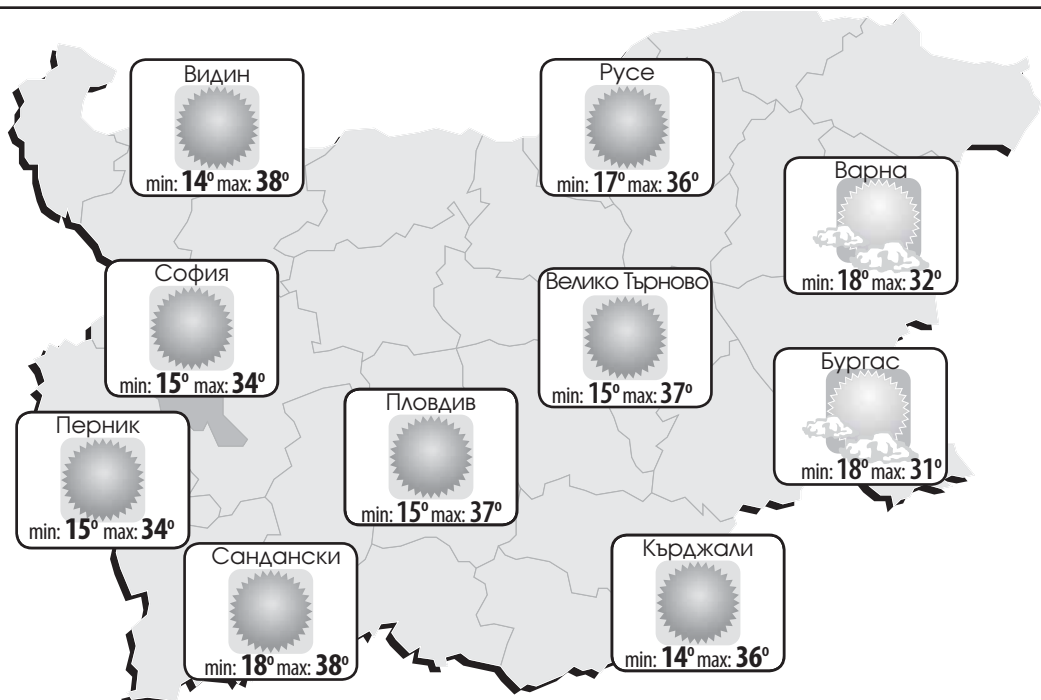 Видин
min: 14° max: 38°
Русе
min: 17° max: 36°
Варна
min: 18° max: 32°
София
min: 15° max: 34°
Велико Търново
min: 15° max: 37°
Бургас
min: 18° max: 31°
Пловдив
min: 15° max: 37°
Перник
min: 15° max: 34°
Сандански
min: 18° max: 38°
Кърджали
min: 14° max: 36°